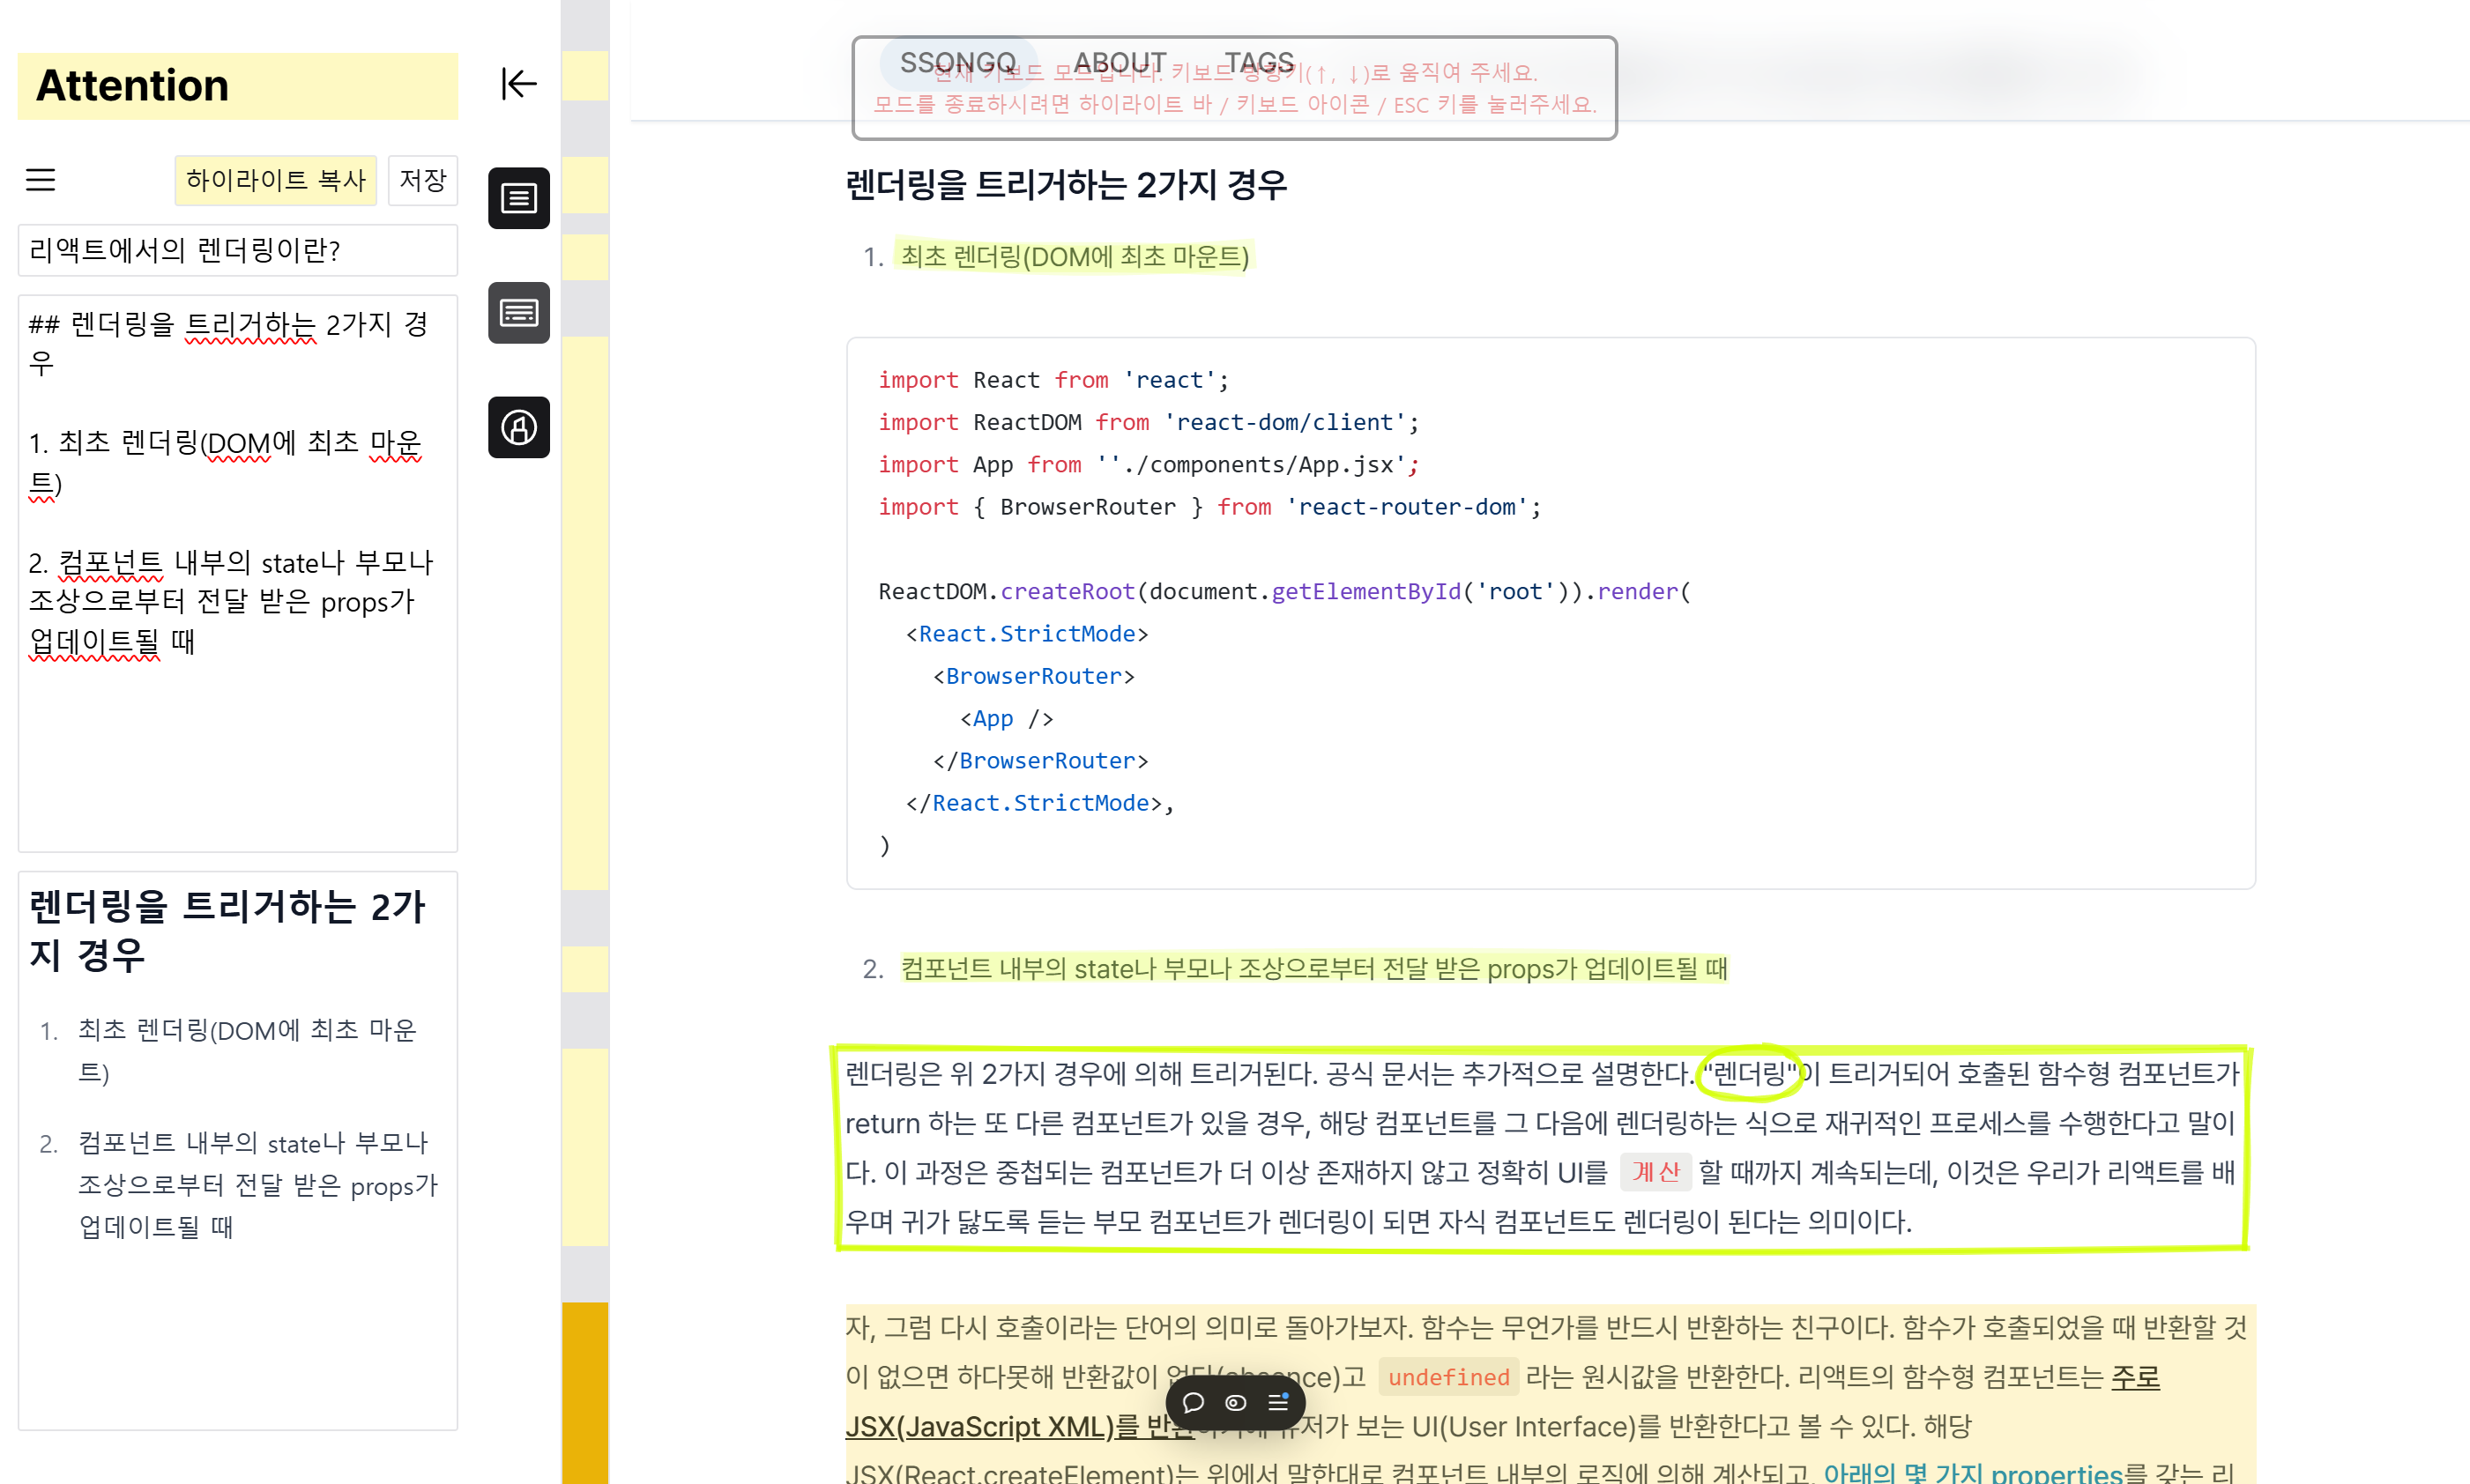 Attention
하이라이트 복사
저장
리액트에서의 렌더링이란?
## 렌더링을 트리거하는 2가지 경
우
1. 최초 렌더링(DOM에 최초 마운
트)
2. 컴포넌트 내부의 state나 부모나
조상으로부터 전달 받은 props가
업데이트될 때
렌더링을 트리거하는 2가
지 경우
1. 최초 렌더링(DOM에 최초 마운
트)
2. 컴포넌트 내부의 state나 부모나
조상으로부터 전달 받은 props가
업데이트될 때
SSONGQ ABOUT TAGS
현재 키보드 모드입니다. 키보드 방향키(↑, ↓)로 움직여 주세요.
모드를 종료하시려면 하이라이트 바 / 키보드 아이콘 / ESC 키를 눌러주세요.
렌더링을 트리거하는 2가지 경우
1. 최초 렌더링(DOM에 최초 마운트)
import React from 'react';
import ReactDOM from 'react-dom/client';
import App from ''./components/App.jsx';
import { BrowserRouter } from 'react-router-dom';
ReactDOM.createRoot(document.getElementById('root')).render(
<React.StrictMode>
<BrowserRouter>
<App />
</BrowserRouter>
</React.StrictMode>,
)
2. 컴포넌트 내부의 state나 부모나 조상으로부터 전달 받은 props가 업데이트될 때
렌더링은 위 2가지 경우에 의해 트리거된다. 공식 문서는 추가적으로 설명한다. "렌더링"이 트리거되어 호출된 함수형 컴포넌트가
return 하는 또 다른 컴포넌트가 있을 경우, 해당 컴포넌트를 그 다음에 렌더링하는 식으로 재귀적인 프로세스를 수행한다고 말이
다. 이 과정은 중첩되는 컴포넌트가 더 이상 존재하지 않고 정확히 UI를 계산 할 때까지 계속되는데, 이것은 우리가 리액트를 배
우며 귀가 닳도록 듣는 부모 컴포넌트가 렌더링이 되면 자식 컴포넌트도 렌더링이 된다는 의미이다.
자, 그럼 다시 호출이라는 단어의 의미로 돌아가보자. 함수는 무언가를 반드시 반환하는 친구이다. 함수가 호출되었을 때 반환할 것
이 없으면 하다못해 반환값이 없다(absence)고 undefined 라는 원시값을 반환한다. 리액트의 함수형 컴포넌트는 주로
JSX(JavaScript XML)를 반환하기에 유저가 보는 UI(User Interface)를 반환한다고 볼 수 있다. 해당
JSX(React.createElement)는 위에서 말한대로 컴포넌트 내부의 로직에 의해 계산되고, 아래의 몇 가지 properties를 갖는 리